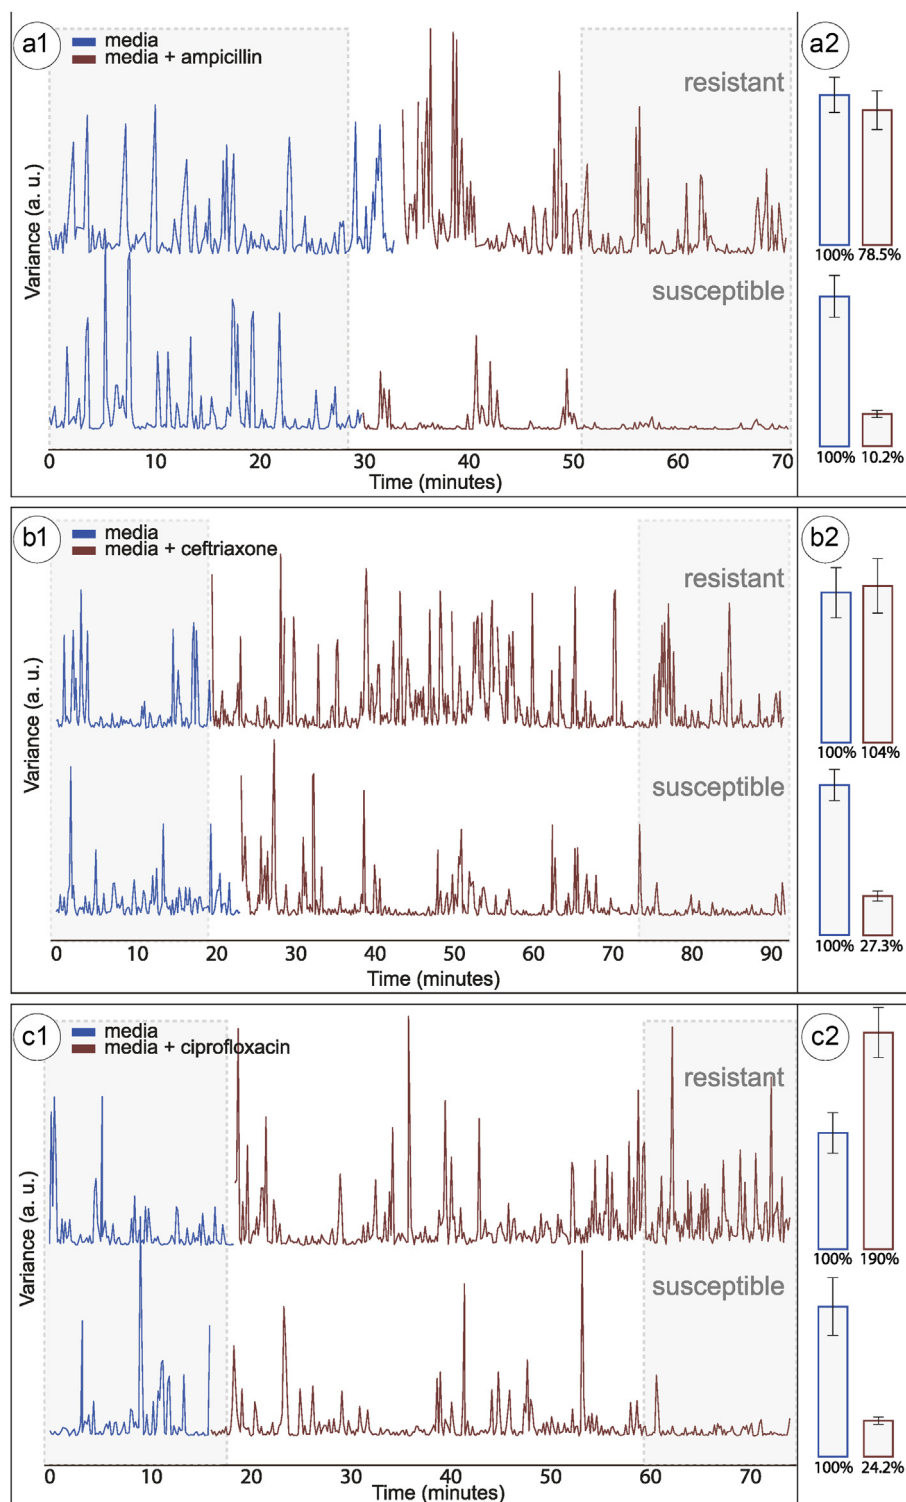 a1
media
media + ampicillin
resistant
susceptible
Variance (a. u.)
0 10 20 30 40 50 60 70
Time (minutes)
a2
100% 78.5%
100% 10.2%
b1
media
media + ceftriaxone
resistant
susceptible
Variance (a. u.)
0 10 20 30 40 50 60 70 80 90
Time (minutes)
b2
100% 104%
100% 27.3%
c1
media
media + ciprofloxacin
resistant
susceptible
Variance (a. u.)
0 10 20 30 40 50 60 70
Time (minutes)
c2
100% 190%
100% 24.2%